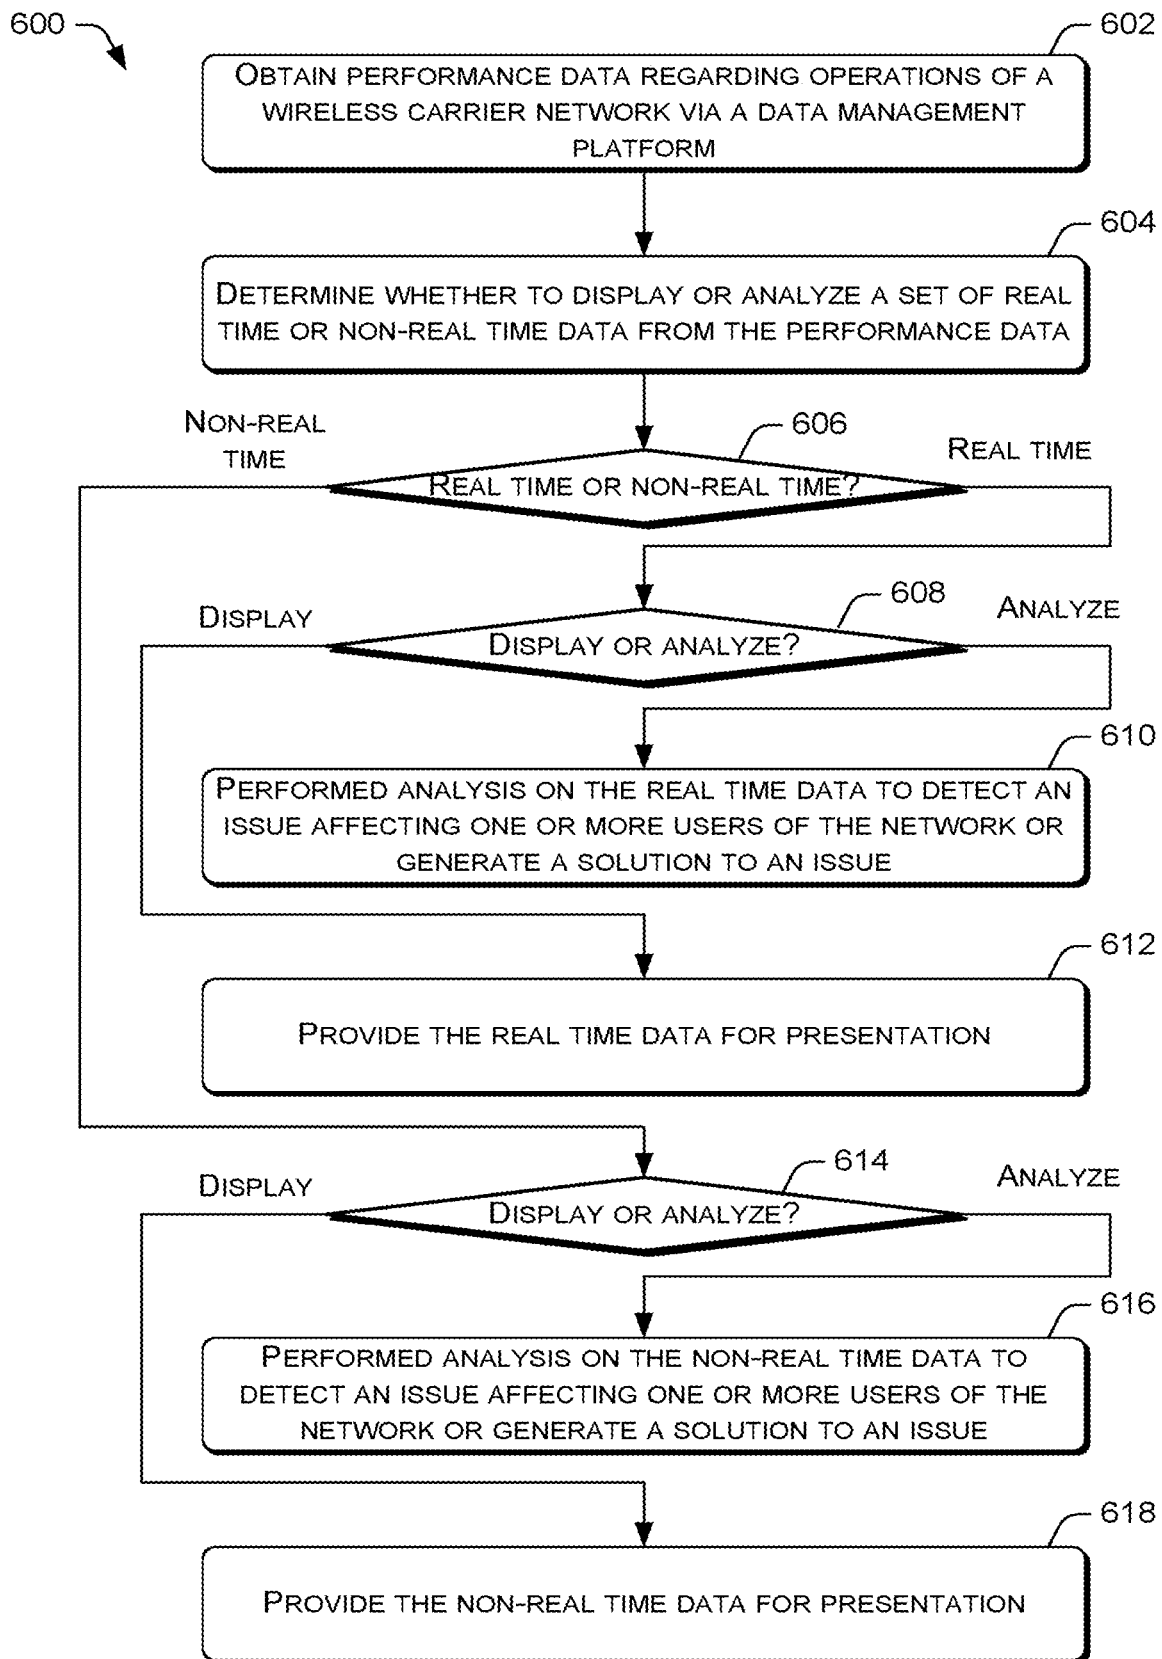 600
602
OBTAIN PERFORMANCE DATA REGARDING OPERATIONS OF A
WIRELESS CARRIER NETWORK VIA A DATA MANAGEMENT
PLATFORM
604
DETERMINE WHETHER TO DISPLAY OR ANALYZE A SET OF REAL
TIME OR NON-REAL TIME DATA FROM THE PERFORMANCE DATA
NON-REAL
TIME
606
REAL TIME
REAL TIME OR NON-REAL TIME?
DISPLAY
608
ANALYZE
DISPLAY OR ANALYZE?
610
PERFORMED ANALYSIS ON THE REAL TIME DATA TO DETECT AN
ISSUE AFFECTING ONE OR MORE USERS OF THE NETWORK OR
GENERATE A SOLUTION TO AN ISSUE
612
PROVIDE THE REAL TIME DATA FOR PRESENTATION
DISPLAY
614
ANALYZE
DISPLAY OR ANALYZE?
616
PERFORMED ANALYSIS ON THE NON-REAL TIME DATA TO
DETECT AN ISSUE AFFECTING ONE OR MORE USERS OF THE
NETWORK OR GENERATE A SOLUTION TO AN ISSUE
618
PROVIDE THE NON-REAL TIME DATA FOR PRESENTATION